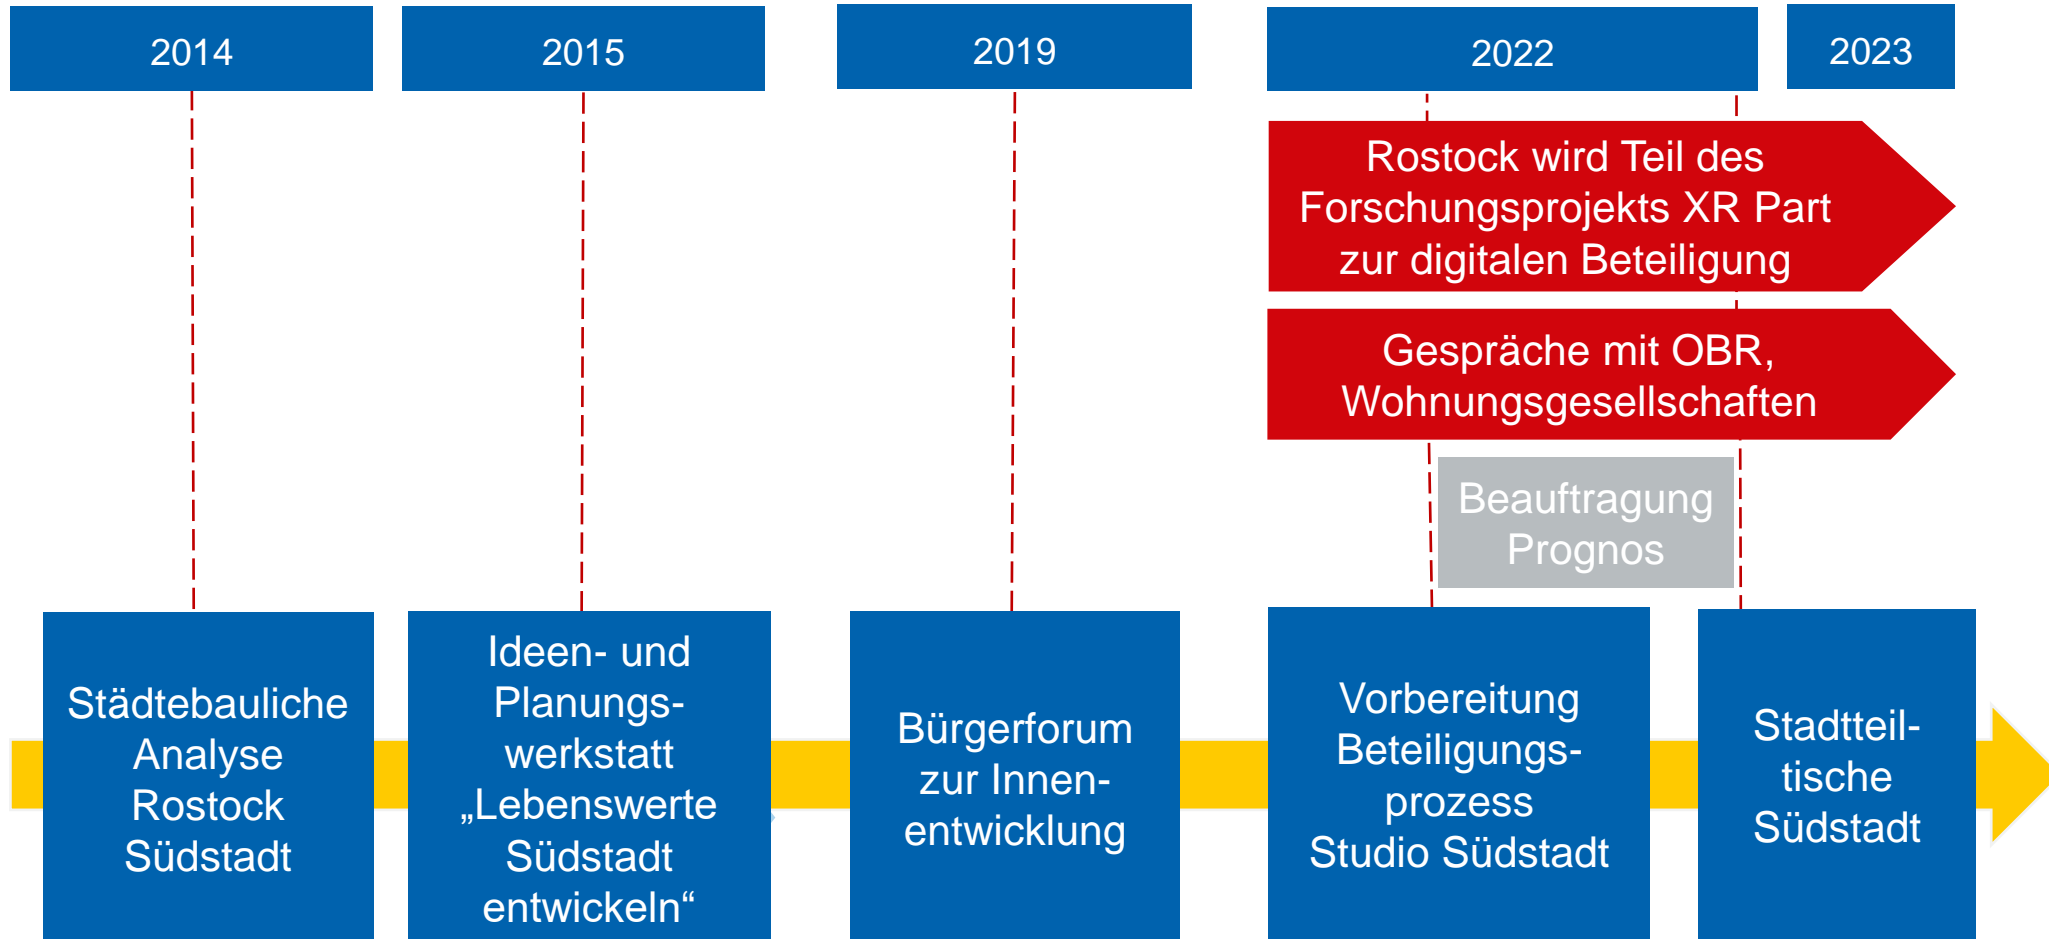 2014
2015
2019
2022
2023
Rostock wird Teil des
Forschungsprojekts XR Part
zur digitalen Beteiligung
Gespräche mit OBR,
Wohnungsgesellschaften
Beauftragung
Prognos
Städtebauliche
Analyse
Rostock
Südstadt
Ideen- und
Planungs-
werkstatt
„Lebenswerte
Südstadt
entwickeln“
Bürgerforum
zur Innen-
entwicklung
Vorbereitung
Beteiligungs-
prozess
Studio Südstadt
Stadtteil-
tische
Südstadt